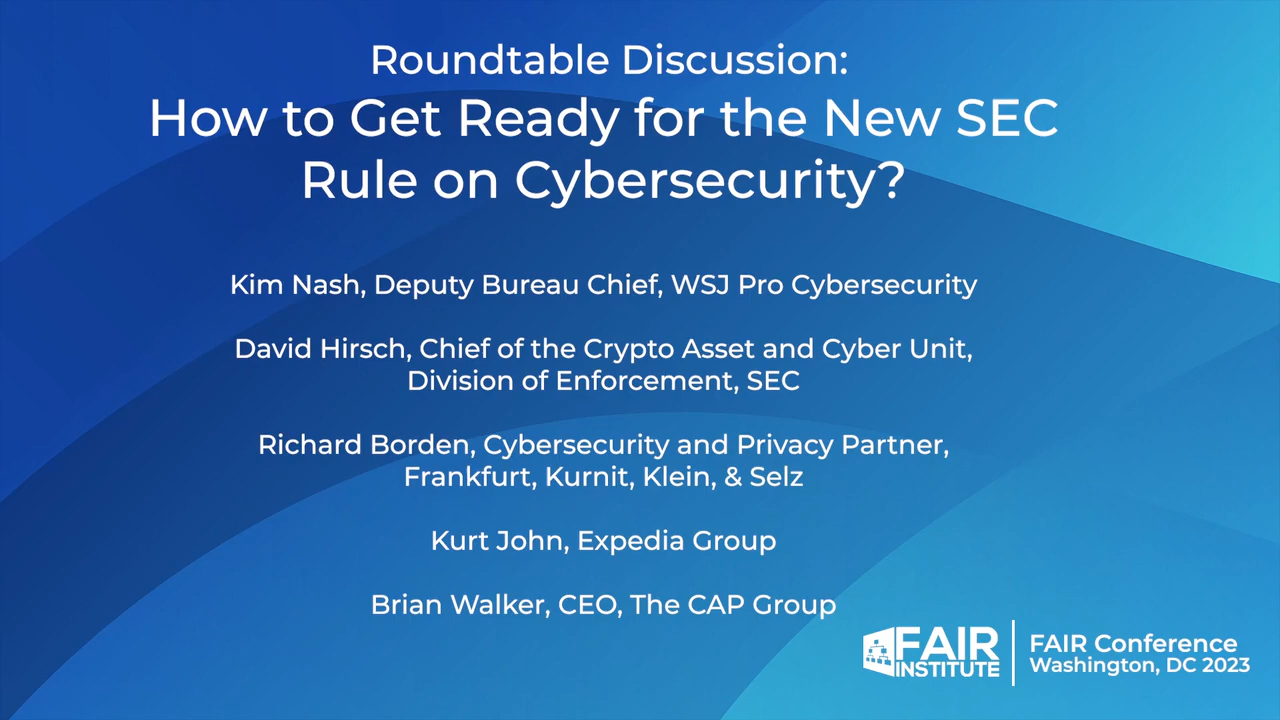 Roundtable Discussion:
How to Get Ready for the New SEC
Rule on Cybersecurity?
Kim Nash, Deputy Bureau Chief, WSJ Pro Cybersecurity
David Hirsch, Chief of the Crypto Asset and Cyber Unit,
Division of Enforcement, SEC
Richard Borden, Cybersecurity and Privacy Partner,
Frankfurt, Kurnit, Klein, & Selz
Kurt John, Expedia Group
Brian Walker, CEO, The CAP Group
FAIR
INSTITUTE
FAIR Conference
Washington, DC 2023